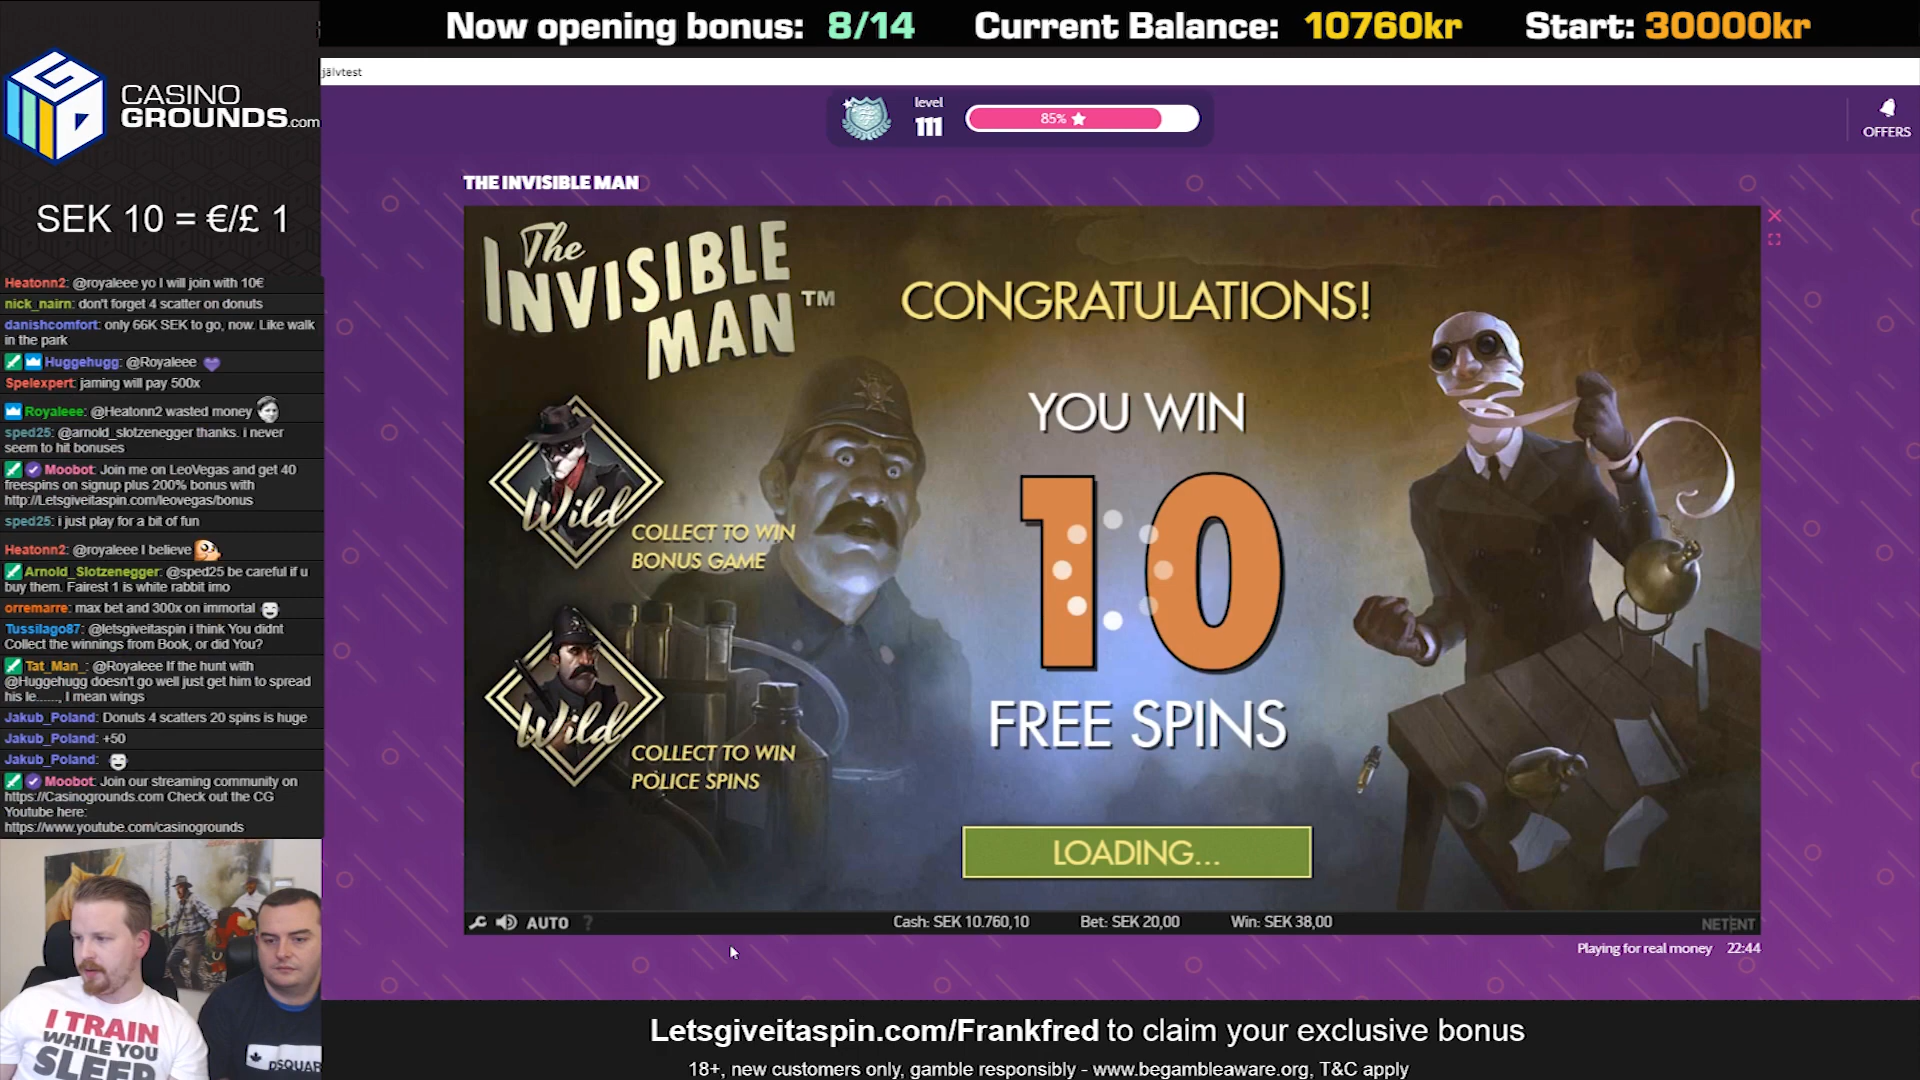 Now opening bonus: 8/14 Current Balance: 10760kr Start: 30000kr
CASINO
GROUNDS.com
SEK 10 = €/£ 1
Heatonn2: @royaleee yo I will join with 10€
nick_nairn: don't forget 4 scatter on donuts
danishcomfort: only 66K SEK to go, now. Like walk
in the park
Huggehugg: @Royaleee
Spelexpert: jaming will pay 500x
Royaleee: @Heatonn2 wasted money
sped25: @arnold_slotzenegger thanks. i never
seem to hit bonuses
Moobot: Join me on LeoVegas and get 40
freespins on signup plus 200% bonus with
http://Letsgiveitaspin.com/leovegas/bonus
sped25: i just play for a bit of fun
Heatonn2: @royaleee I believe
Arnold_Slotzenegger: @sped25 be careful if u
buy them. Fairest 1 is white rabbit imo
orremarre: max bet and 300x on immortal
Tussilago87: @letsgiveitaspin i think You didnt
Collect the winnings from Book, or did You?
Tat_Man_: @Royaleee If the hunt with
@Huggehugg doesn't go well just get him to spread
his le......, I mean wings
Jakub_Poland: Donuts 4 scatters 20 spins is huge
Jakub_Poland: +50
Jakub_Poland:
Moobot: Join our streaming community on
https://Casinogrounds.com Check out the CG
Youtube here:
https://www.youtube.com/casinogrounds
I TRAIN
WHILE YOU
SLEEP
DSQUAR
jälvtest
level
111
85%
OFFERS
THE INVISIBLE MAN
The
INVISIBLE
MAN™
CONGRATULATIONS!
YOU WIN
10
FREE SPINS
Wild
COLLECT TO WIN
BONUS GAME
Wild
COLLECT TO WIN
POLICE SPINS
LOADING...
AUTO ?
Cash: SEK 10.760,10 Bet: SEK 20,00 Win: SEK 38,00
NETENT
Playing for real money 22:44
Letsgiveitaspin.com/Frankfred to claim your exclusive bonus
18+, new customers only, gamble responsibly - www.begambleaware.org, T&C apply